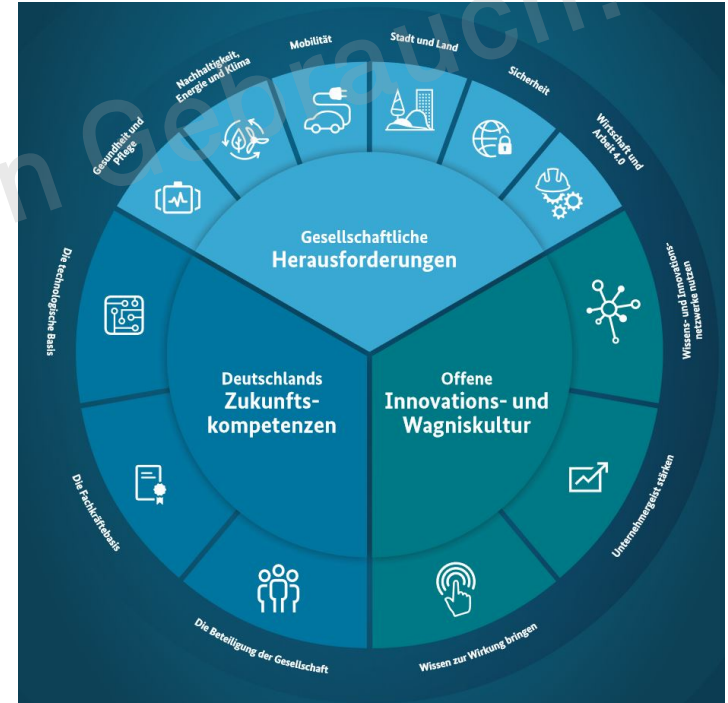 Gesundheit und
Pflege
Nachhaltigkeit,
Energie und Klima
Mobilität
Stadt und Land
Sicherheit
Wirtschaft und
Arbeit 4.0
Gesellschaftliche
Herausforderungen
Die technologische Basis
Die Fachkräftebasis
Die Beteiligung der Gesellschaft
Deutschlands
Zukunfts-
kompetenzen
Offene
Innovations- und
Wagniskultur
Wissens- und Innovations-
netzwerke nutzen
Unternehmergeist stärken
Wissen zur Wirkung bringen
n Gebrauch!